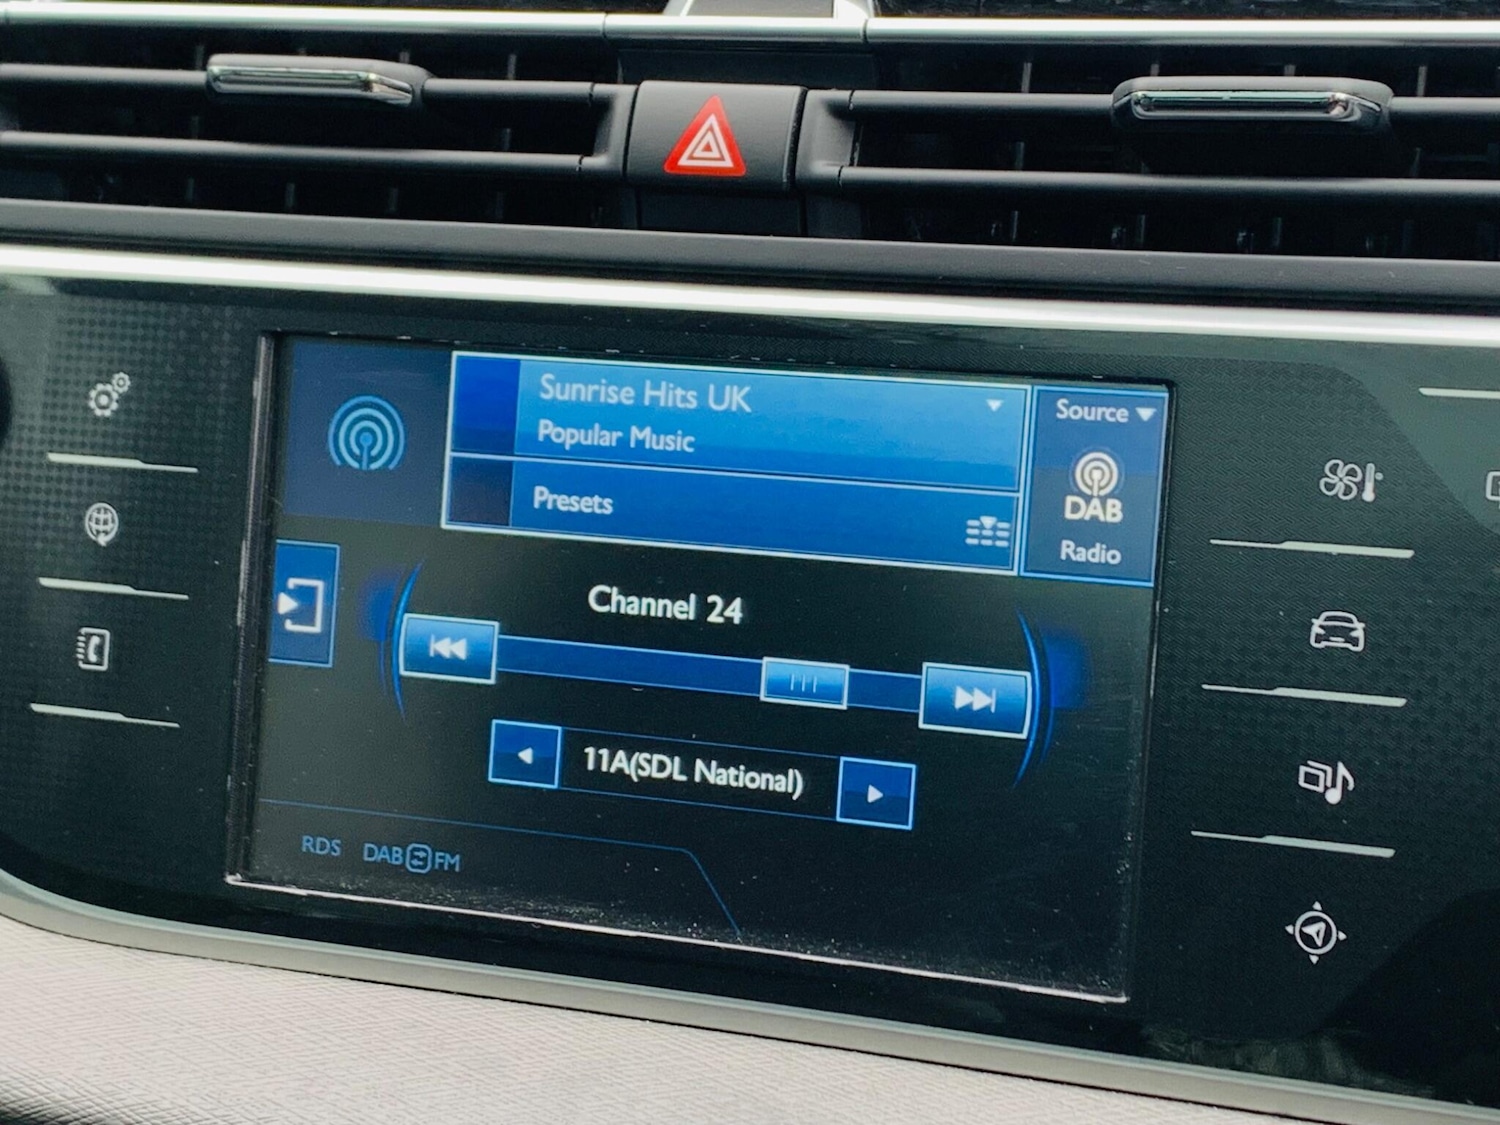 Sunrise Hits UK
Popular Music
Presets
Source
DAB
Radio
Channel 24
11A(SDL National)
RDS DAB FM